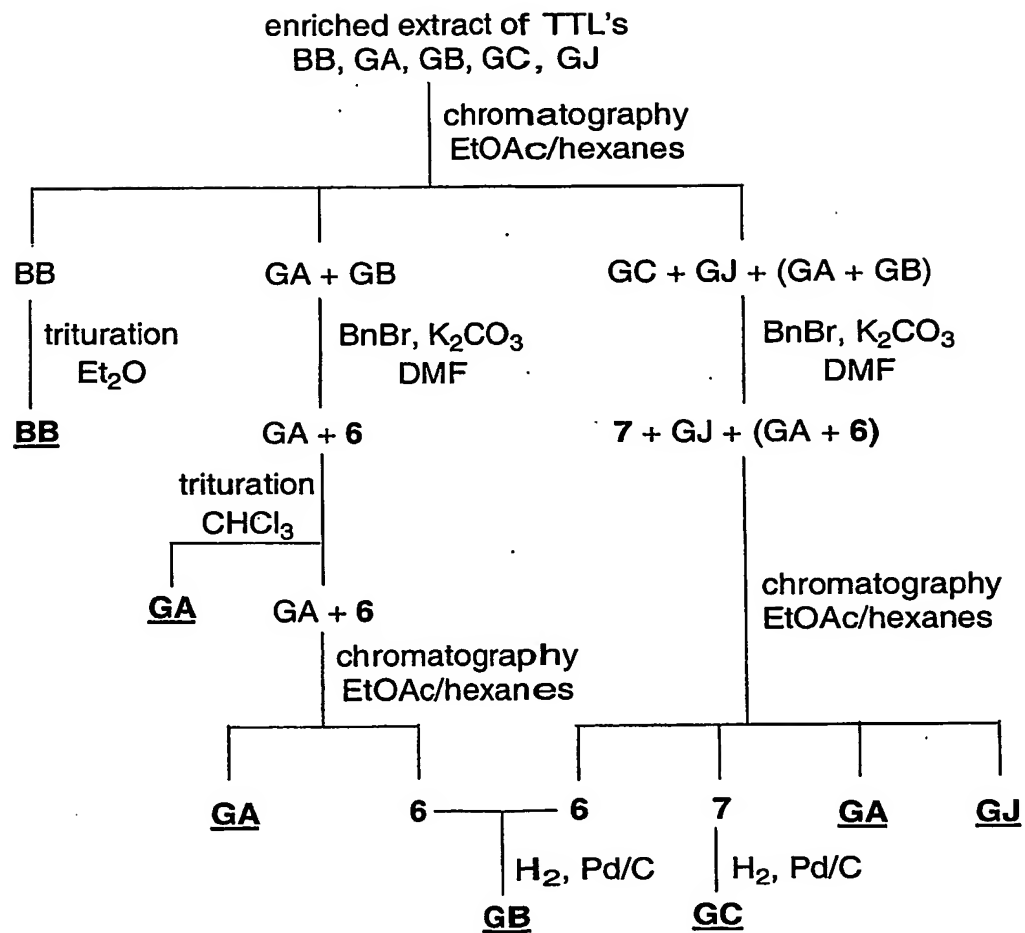 enriched extract of TTL's
BB, GA, GB, GC, GJ
chromatography
EtOAc/hexanes
BB
GA + GB
GC + GJ + (GA + GB)
trituration
Et₂O
BnBr, K₂CO₃
DMF
BnBr, K₂CO₃
DMF
BB
GA + 6
7 + GJ + (GA + 6)
trituration
CHCl₃
GA
GA + 6
chromatography
EtOAc/hexanes
chromatography
EtOAc/hexanes
GA
6
6
7
GA
GJ
H₂, Pd/C
H₂, Pd/C
GB
GC